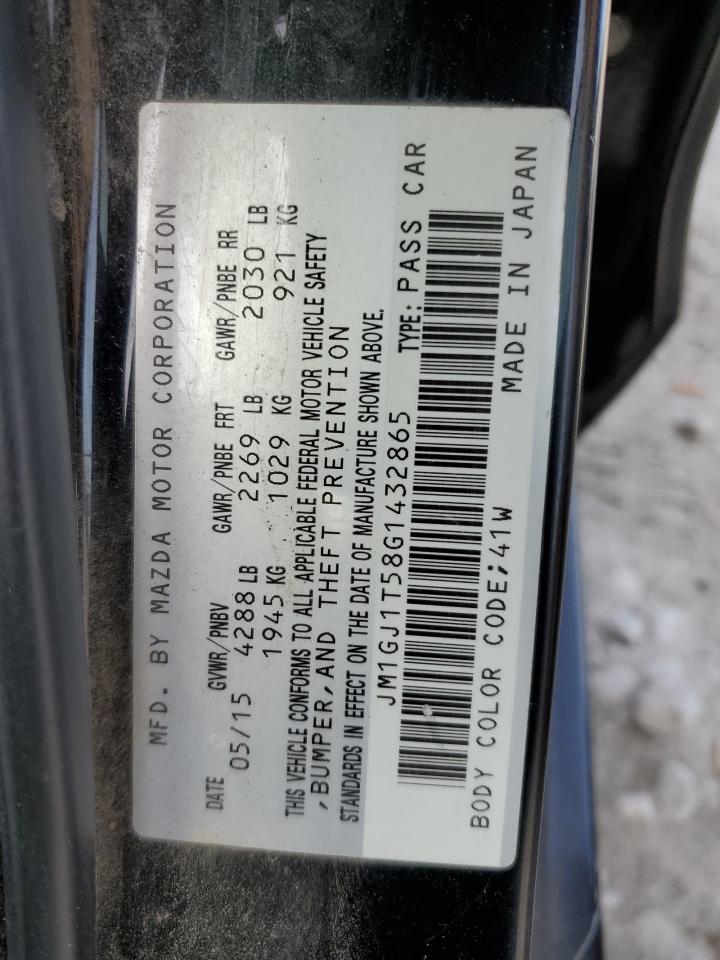 MFD. BY MAZDA MOTOR CORPORATION
DATE GVWR/PNBV GAWR/PNBE FRT GAWR/PNBE RR
05/15 4288 LB 2269 LB 2030 LB
1945 KG 1029 KG 921 KG
THIS VEHICLE CONFORMS TO ALL APPLICABLE FEDERAL MOTOR VEHICLE SAFETY
,BUMPER,AND THEFT PREVENTION
STANDARDS IN EFFECT ON THE DATE OF MANUFACTURE SHOWN ABOVE.
JM1GJ1T58G1432865 TYPE: PASS CAR
BODY COLOR CODE;41W MADE IN JAPAN